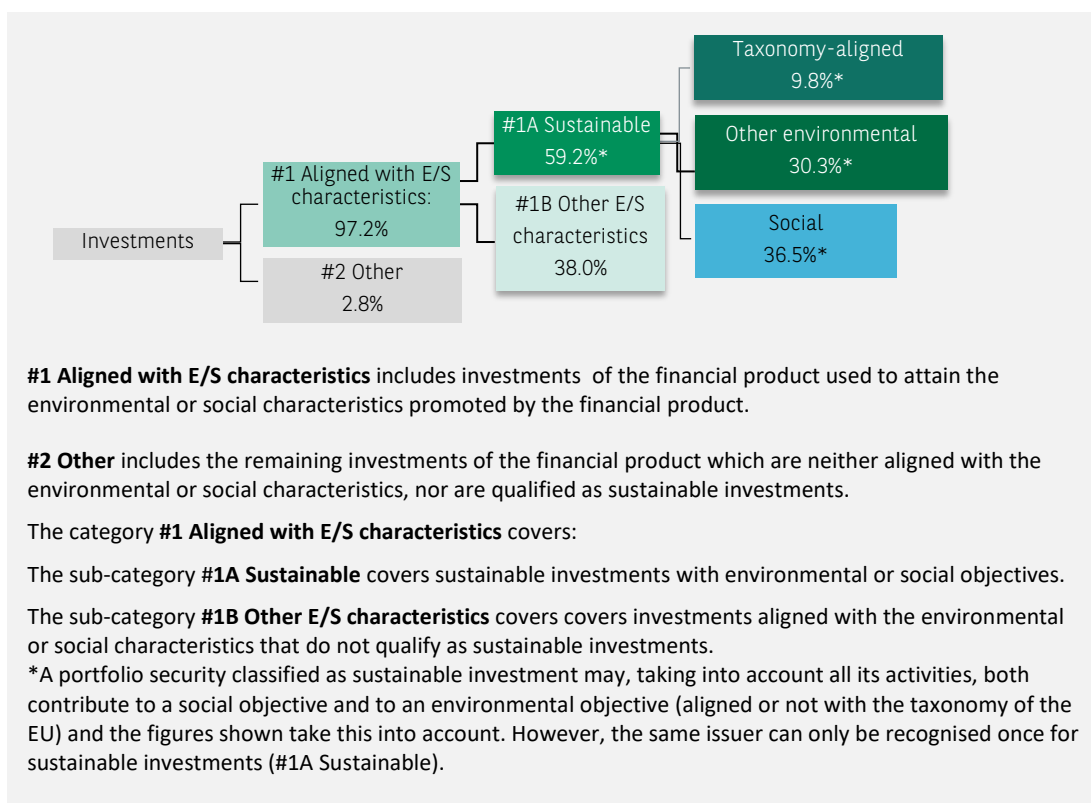 Taxonomy-aligned
9.8%*
#1A Sustainable
59.2%*
Other environmental
30.3%*
#1 Aligned with E/S
characteristics:
97.2%
#1B Other E/S
characteristics
38.0%
Social
36.5%*
Investments
#2 Other
2.8%
#1 Aligned with E/S characteristics includes investments of the financial product used to attain the
environmental or social characteristics promoted by the financial product.
#2 Other includes the remaining investments of the financial product which are neither aligned with the
environmental or social characteristics, nor are qualified as sustainable investments.
The category #1 Aligned with E/S characteristics covers:
The sub-category #1A Sustainable covers sustainable investments with environmental or social objectives.
The sub-category #1B Other E/S characteristics covers covers investments aligned with the environmental
or social characteristics that do not qualify as sustainable investments.
*A portfolio security classified as sustainable investment may, taking into account all its activities, both
contribute to a social objective and to an environmental objective (aligned or not with the taxonomy of the
EU) and the figures shown take this into account. However, the same issuer can only be recognised once for
sustainable investments (#1A Sustainable).